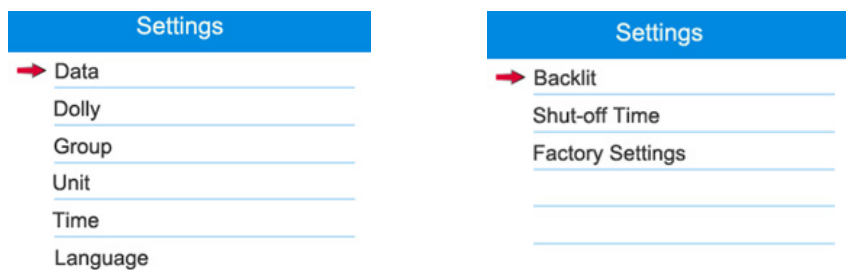 Settings
Data
Dolly
Group
Unit
Time
Language
Settings
Backlit
Shut-off Time
Factory Settings